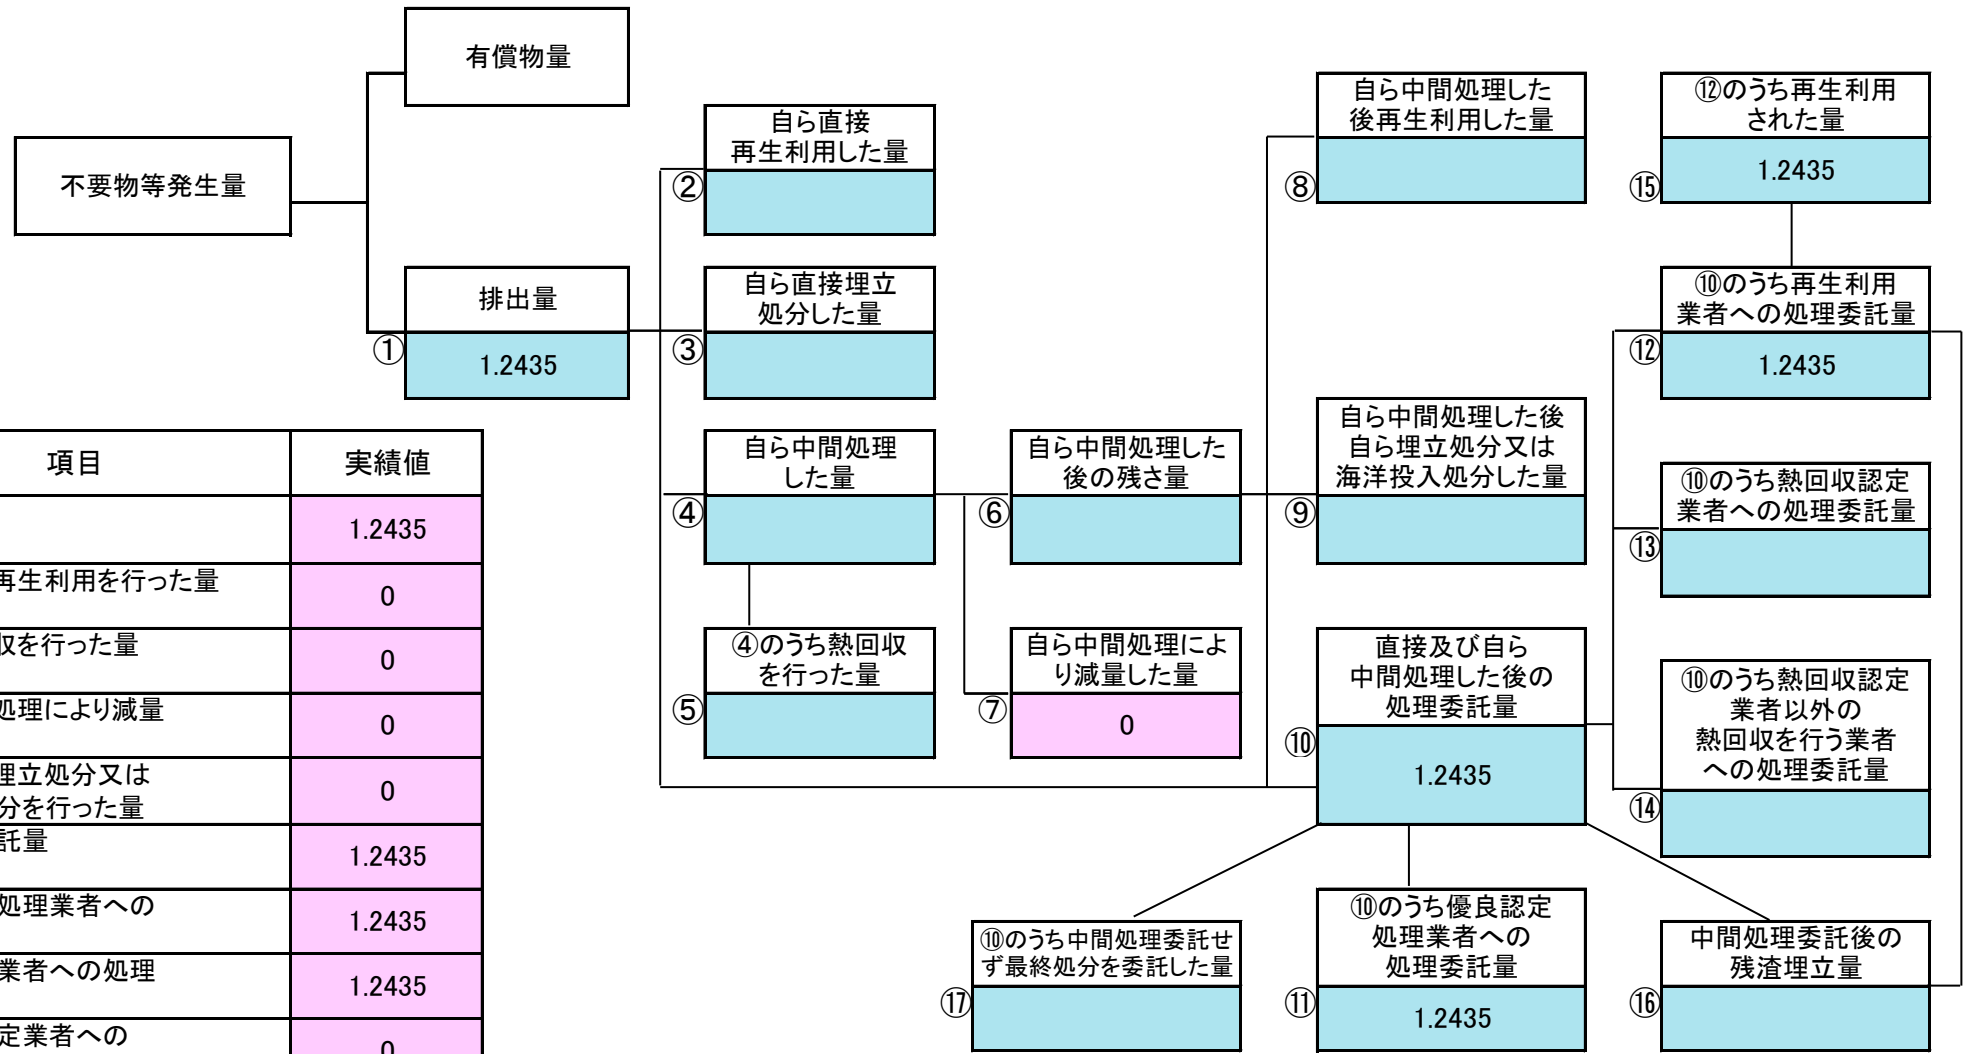 有償物量
不要物等発生量
排出量
①
1.2435
自ら直接
再生利用した量
②
自ら直接埋立
処分した量
③
自ら中間処理
した量
④
④のうち熱回収
を行った量
⑤
自ら中間処理した
後の残さ量
⑥
自ら中間処理によ
り減量した量
⑦
0
自ら中間処理した
後再生利用した量
⑧
自ら中間処理した後
自ら埋立処分又は
海洋投入処分した量
⑨
直接及び自ら
中間処理した後の
処理委託量
⑩
1.2435
⑫のうち再生利用
された量
⑮
1.2435
⑩のうち再生利用
業者への処理委託量
⑫
1.2435
⑩のうち熱回収認定
業者への処理委託量
⑬
⑩のうち熱回収認定
業者以外の
熱回収を行う業者
への処理委託量
⑭
⑩のうち中間処理委託せ
ず最終処分を委託した量
⑰
⑩のうち優良認定
処理業者への
処理委託量
⑪
1.2435
中間処理委託後の
残渣埋立量
⑯
項目 実績値
1.2435
再生利用を行った量
0
収を行った量
0
処理により減量
0
埋立処分又は
分を行った量
0
託量
1.2435
処理業者への
1.2435
業者への処理
1.2435
定業者への
0